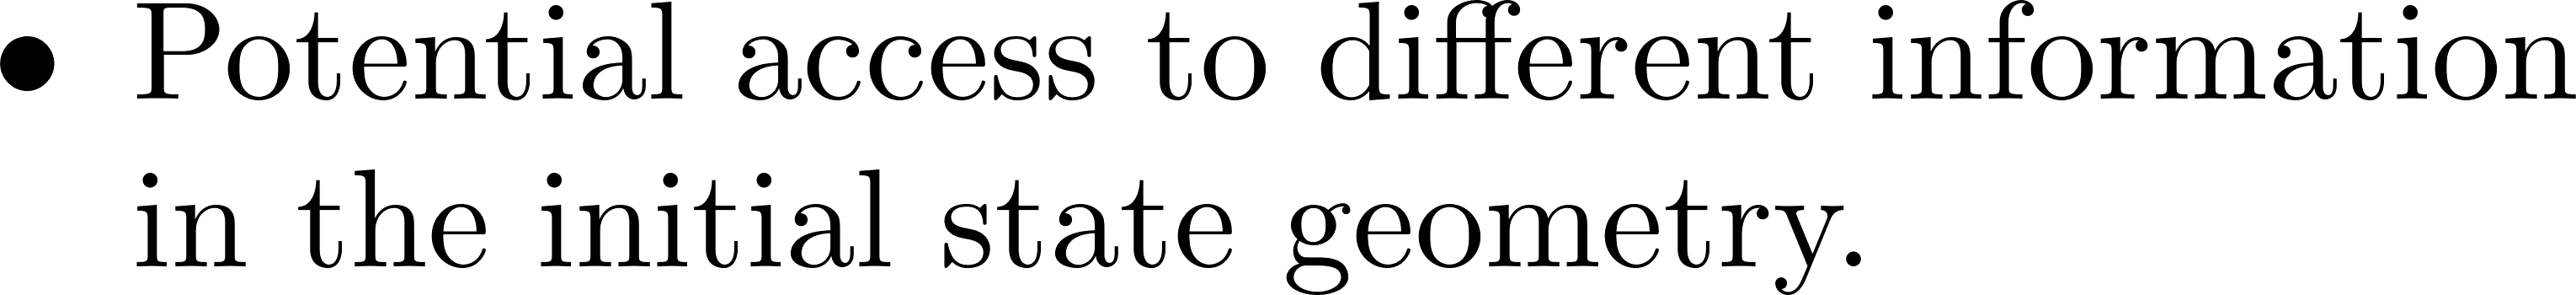 • Potential access to different information
in the initial state geometry.